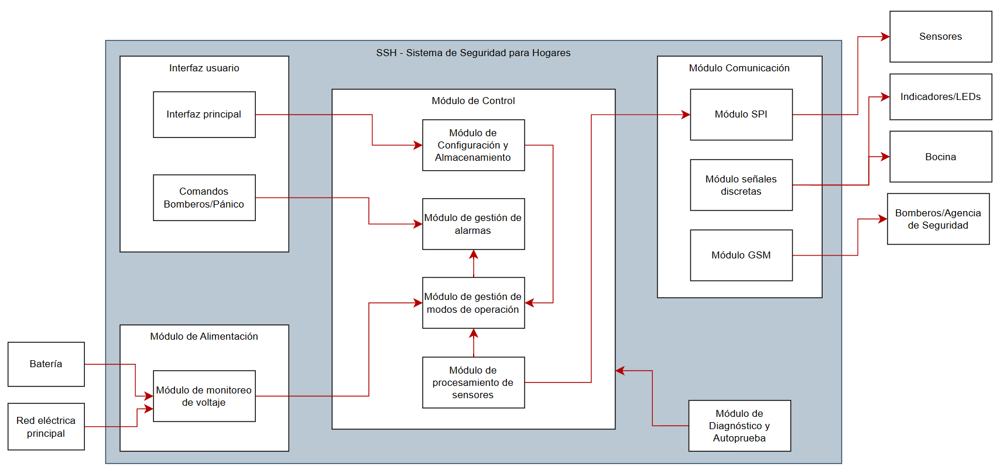 SSH - Sistema de Seguridad para Hogares
Interfaz usuario
Interfaz principal
Comandos
Bomberos/Pánico
Módulo de Alimentación
Módulo de monitoreo
de voltaje
Batería
Red eléctrica
principal
Módulo de Control
Módulo de
Configuración y
Almacenamiento
Módulo de gestión de
alarmas
Módulo de gestión de
modos de operación
Módulo de
procesamiento de
sensores
Módulo Comunicación
Módulo SPI
Módulo señales
discretas
Módulo GSM
Módulo de
Diagnóstico y
Autoprueba
Sensores
Indicadores/LEDs
Bocina
Bomberos/Agencia
de Seguridad